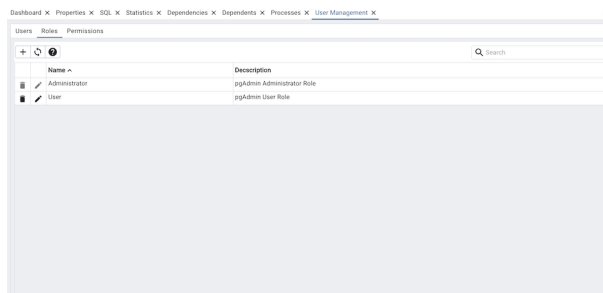 Dashboard Properties SQL Statistics Dependencies Dependents Processes User Management
Users Roles Permissions
Search
Name Decscription
Administrator pgAdmin Administrator Role
User pgAdmin User Role